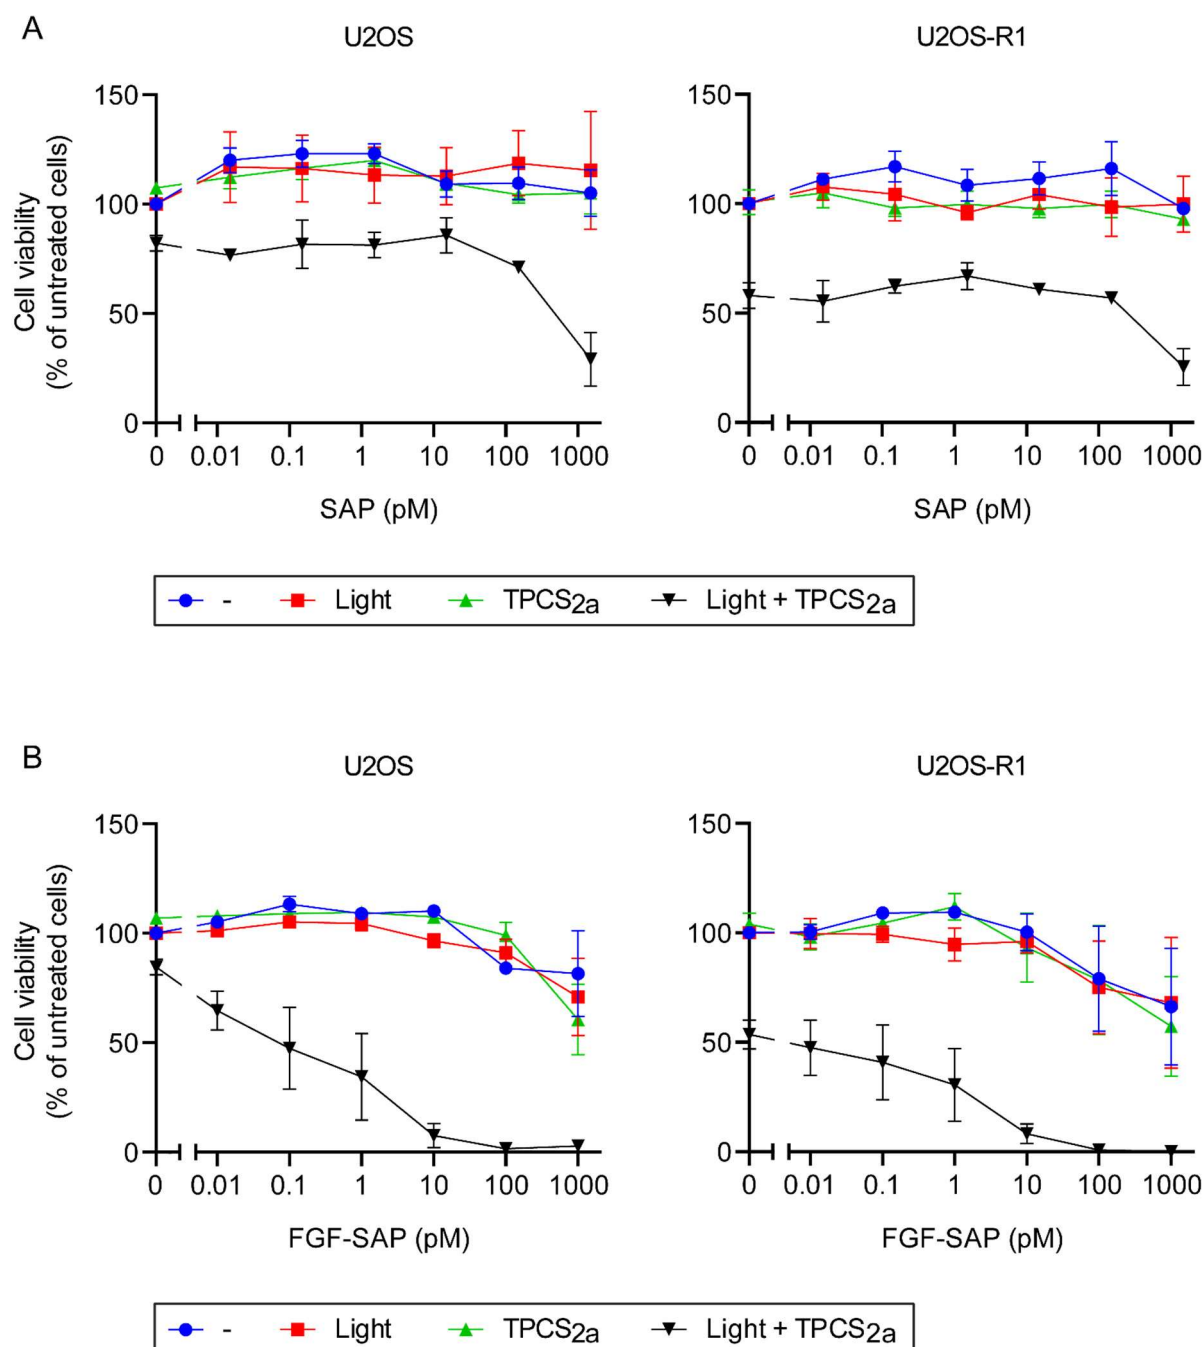 A
U2OS
U2OS-R1
Cell viability
(% of untreated cells)
150
100
50
0
0 0.01 0.1 1 10 100 1000
SAP (pM)
150
100
50
0
0 0.01 0.1 1 10 100 1000
SAP (pM)
- Light TPCS2a Light + TPCS2a
B
U2OS
U2OS-R1
Cell viability
(% of untreated cells)
150
100
50
0
0 0.01 0.1 1 10 100 1000
FGF-SAP (pM)
150
100
50
0
0 0.01 0.1 1 10 100 1000
FGF-SAP (pM)
- Light TPCS2a Light + TPCS2a